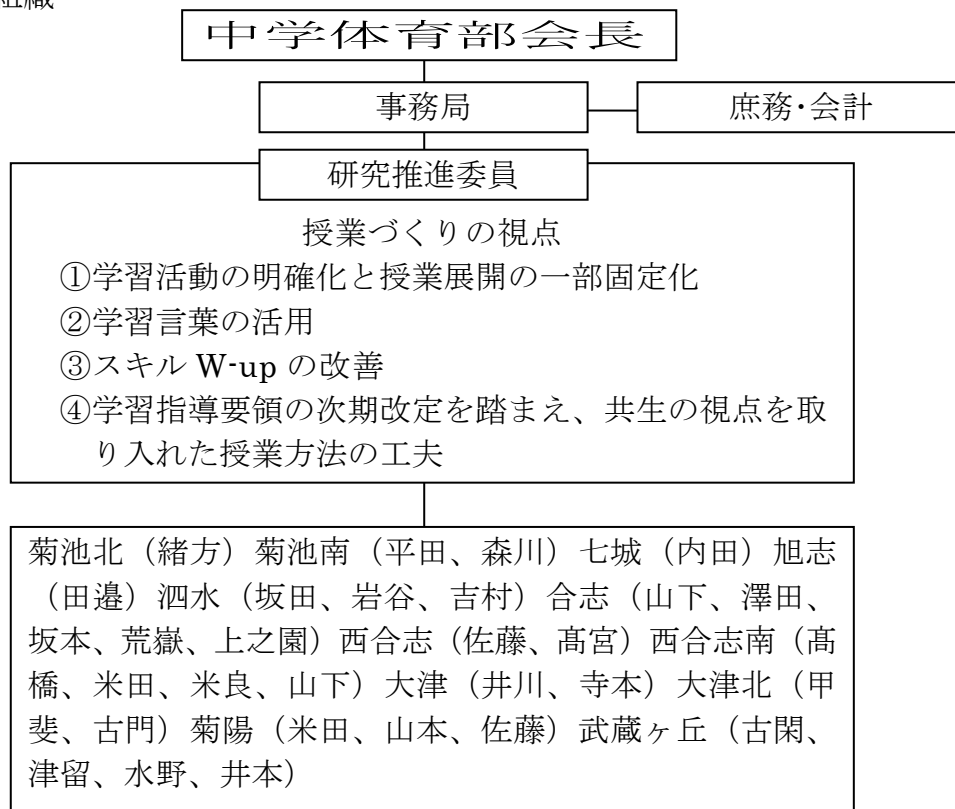 組織
中学体育部会長
事務局
庶務・会計
研究推進委員
授業づくりの視点
①学習活動の明確化と授業展開の一部固定化
②学習言葉の活用
③スキル W-up の改善
④学習指導要領の次期改定を踏まえ、共生の視点を取
り入れた授業方法の工夫
菊池北（緒方）菊池南（平田、森川）七城（内田）旭志
（田邉）泗水（坂田、岩谷、吉村）合志（山下、澤田、
坂本、荒嶽、上之園）西合志（佐藤、髙宮）西合志南（髙
橋、米田、米良、山下）大津（井川、寺本）大津北（甲
斐、古門）菊陽（米田、山本、佐藤）武蔵ヶ丘（古閑、
津留、水野、井本）